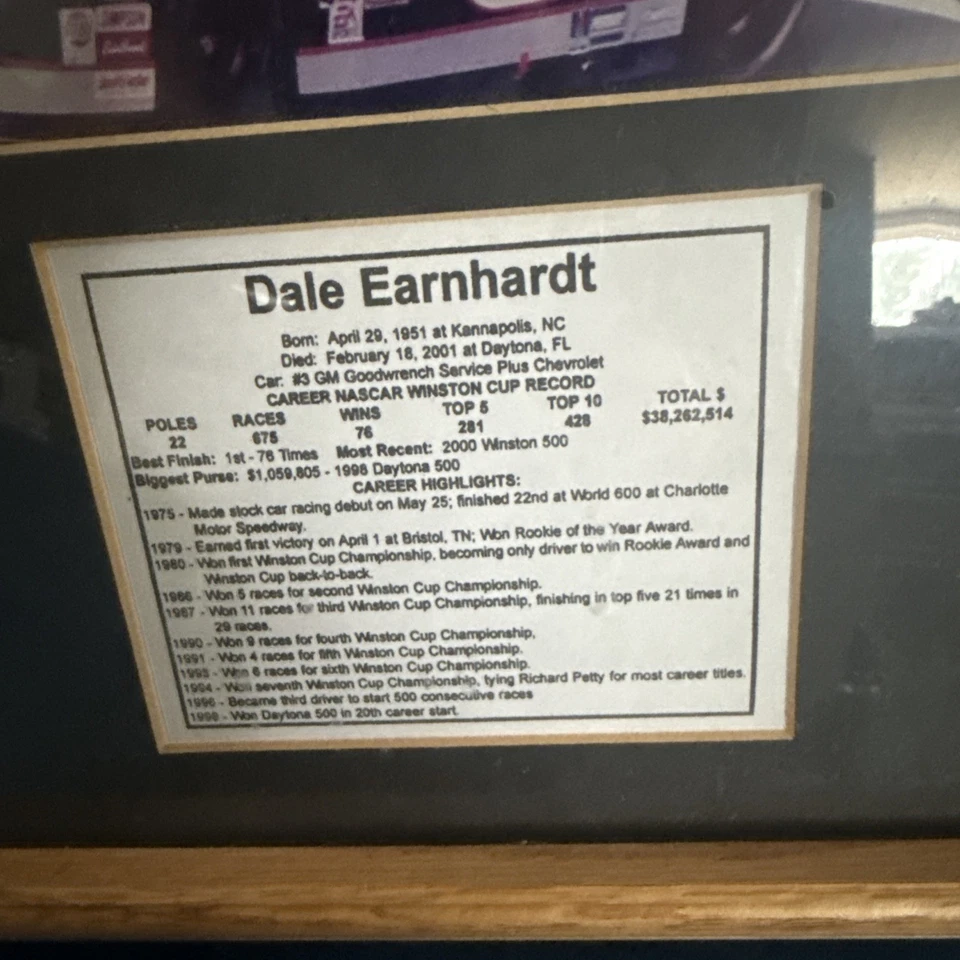 Dale Earnhardt
Born: April 29, 1951 at Kannapolis, NC
Died: February 18, 2001 at Daytona, FL
Car: #3 GM Goodwrench Service Plus Chevrolet
CAREER NASCAR WINSTON CUP RECORD
POLES RACES WINS TOP 5 TOP 10 TOTAL $
22 675 76 281 428 $38,262,514
Best Finish: 1st - 76 Times Most Recent: 2000 Winston 500
Biggest Purse: $1,059,805 - 1998 Daytona 500
CAREER HIGHLIGHTS:
1975 - Made stock car racing debut on May 25; finished 22nd at World 600 at Charlotte
Motor Speedway.
1979 - Earned first victory on April 1 at Bristol, TN; Won Rookie of the Year Award.
1980 - Won first Winston Cup Championship, becoming only driver to win Rookie Award and
Winston Cup back-to-back.
1986 - Won 5 races for second Winston Cup Championship.
1987 - Won 11 races for third Winston Cup Championship, finishing in top five 21 times in
29 races.
1990 - Won 9 races for fourth Winston Cup Championship.
1991 - Won 4 races for fifth Winston Cup Championship.
1993 - Won 6 races for sixth Winston Cup Championship.
1994 - Won seventh Winston Cup Championship, tying Richard Petty for most career titles.
1996 - Became third driver to start 500 consecutive races
1998 - Won Daytona 500 in 20th career start.